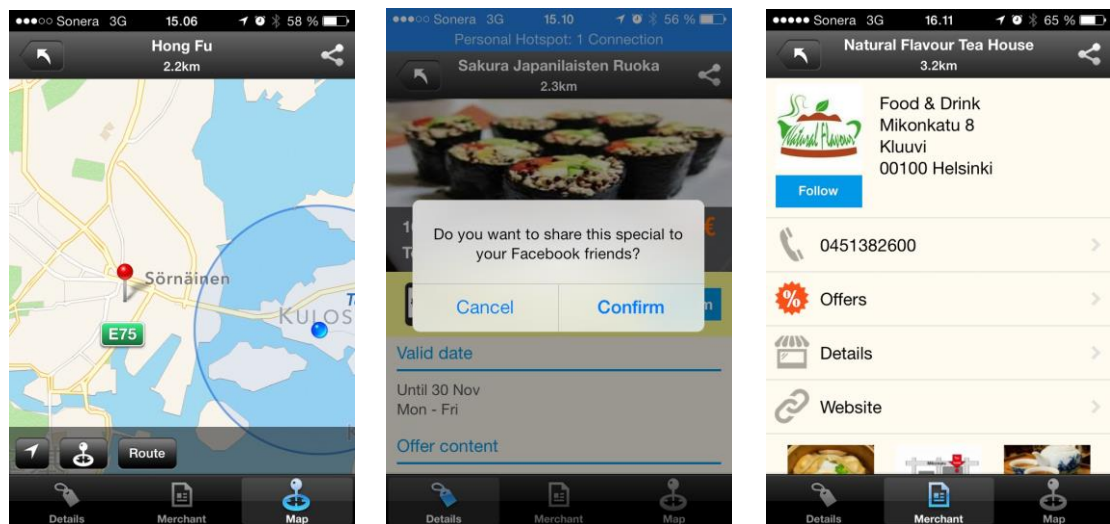 Sonera 3G 15.06 58 %
Hong Fu
2.2km
Sörnäinen
KULOS
E75
Route
Details Merchant Map
Sonera 3G 15.10 56 %
Personal Hotspot: 1 Connection
Sakura Japanilaisten Ruoka
2.3km
€
Do you want to share this special to
your Facebook friends?
Cancel Confirm
Valid date
Until 30 Nov
Mon - Fri
Offer content
Details Merchant Map
Sonera 3G 16.11 65 %
Natural Flavour Tea House
3.2km
Natural Flavour
Food & Drink
Mikonkatu 8
Kluuvi
00100 Helsinki
Follow
0451382600
% Offers
Details
Website
Details Merchant Map